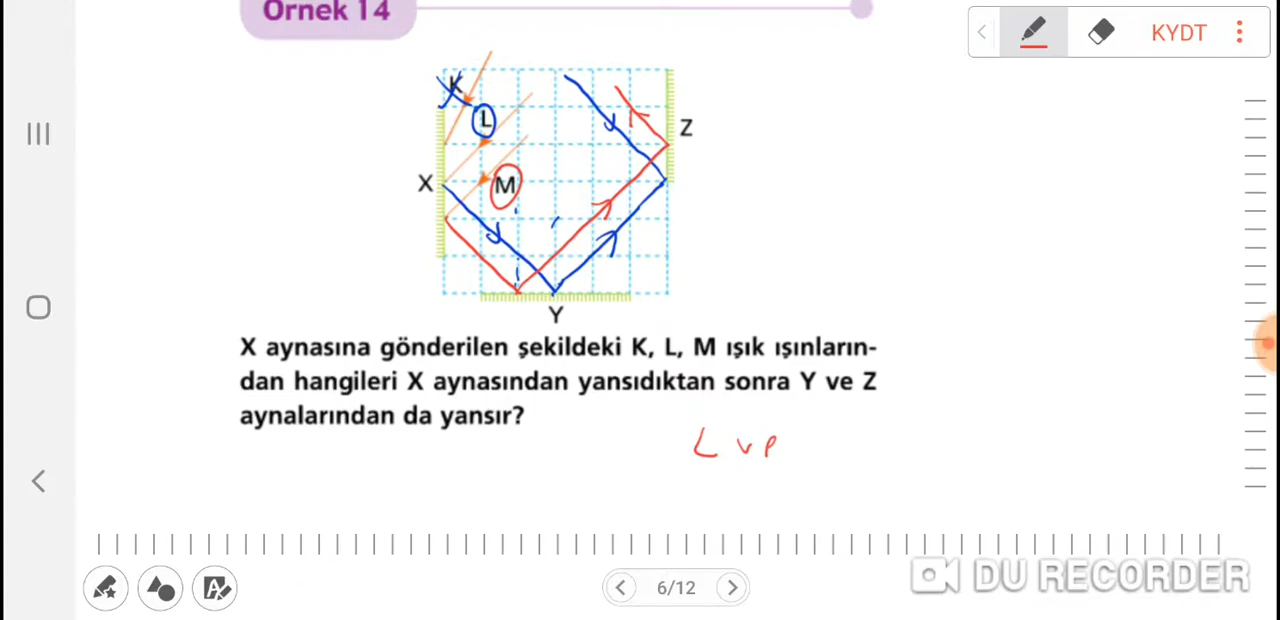 Örnek 14
KYDT
K
L
Z
X
M
Y
X aynasına gönderilen şekildeki K, L, M ışık ışınların-
dan hangileri X aynasından yansıdıktan sonra Y ve Z
aynalarından da yansır?
L ve
6/12
DU RECORDER